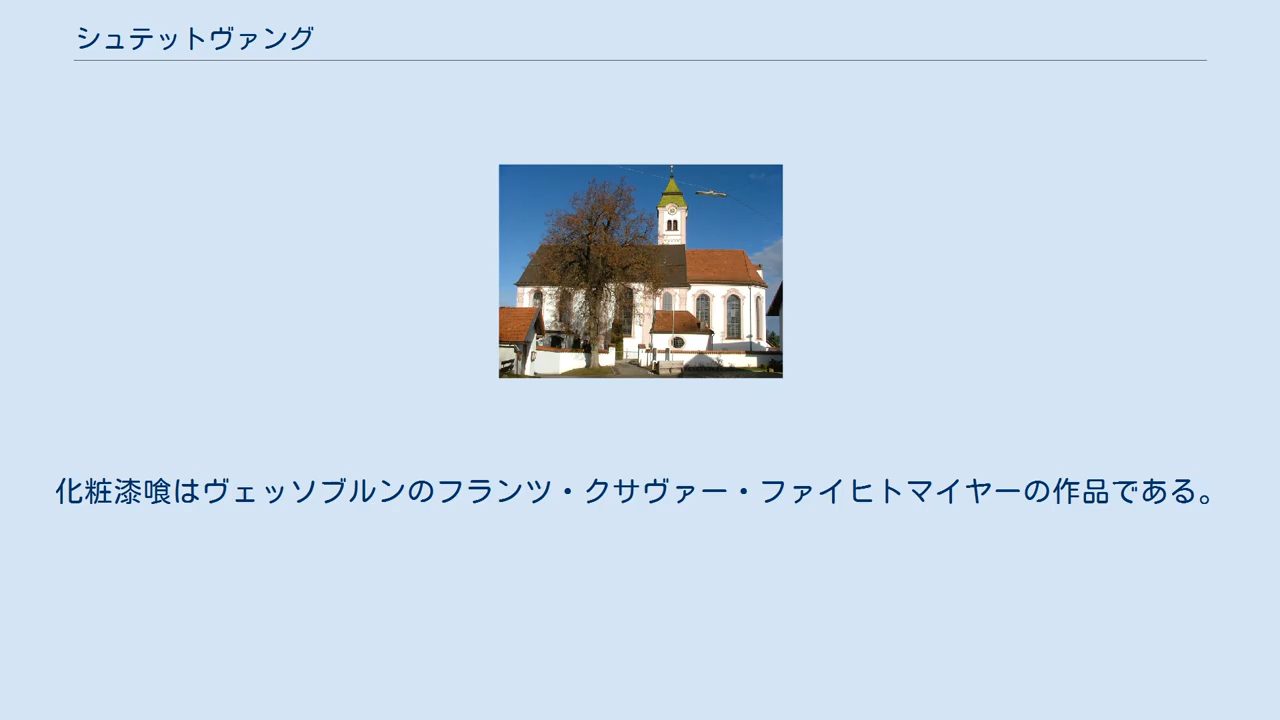 シュテットヴァング
化粧漆喰はヴェッソブルンのフランツ・クサヴァー・ファイヒトマイヤーの作品である。